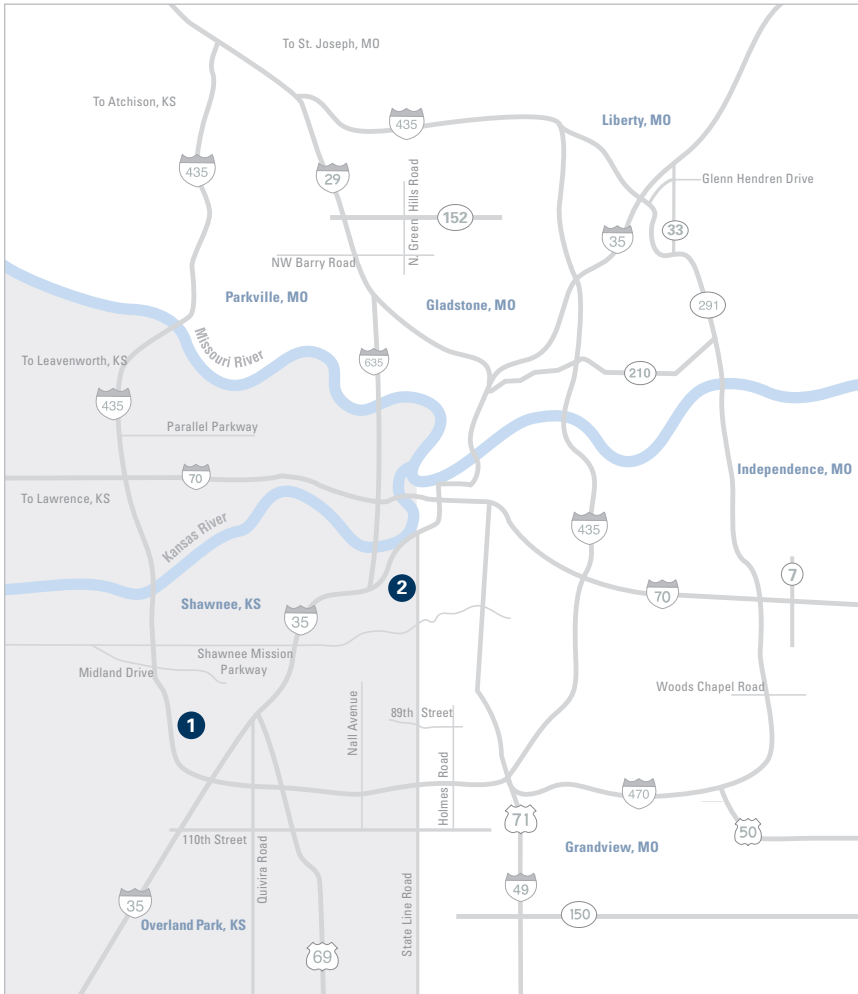 To St. Joseph, MO
To Atchison, KS
435
Liberty, MO
435
29
N. Green Hills Road
Glenn Hendren Drive
152
33
35
NW Barry Road
Parkville, MO
Gladstone, MO
291
Missouri River
To Leavenworth, KS
635
210
435
Parallel Parkway
70
Independence, MO
To Lawrence, KS
Kansas River
435
7
2
70
Shawnee, KS
35
Shawnee Mission
Parkway
Midland Drive
Woods Chapel Road
Nall Avenue
89th Street
1
Holmes Road
470
71
50
110th Street
Quivira Road
Grandview, MO
49
35
150
Overland Park, KS
State Line Road
69